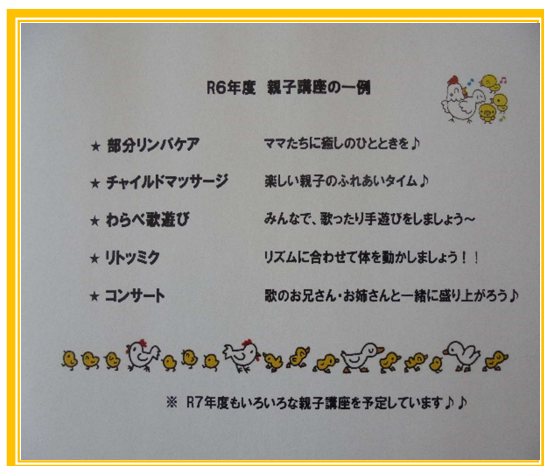 R6年度 親子講座の一例
★ 部分リンパケア ママたちに癒しのひとときを♪
★ チャイルドマッサージ 楽しい親子のふれあいタイム♪
★ わらべ歌遊び みんなで、歌ったり手遊びをしましょう～
★ リトミック リズムに合わせて体を動かしましょう！！
★ コンサート 歌のお兄さん・お姉さんと一緒に盛り上がろう♪
※ R7年度もいろいろな親子講座を予定しています♪♪